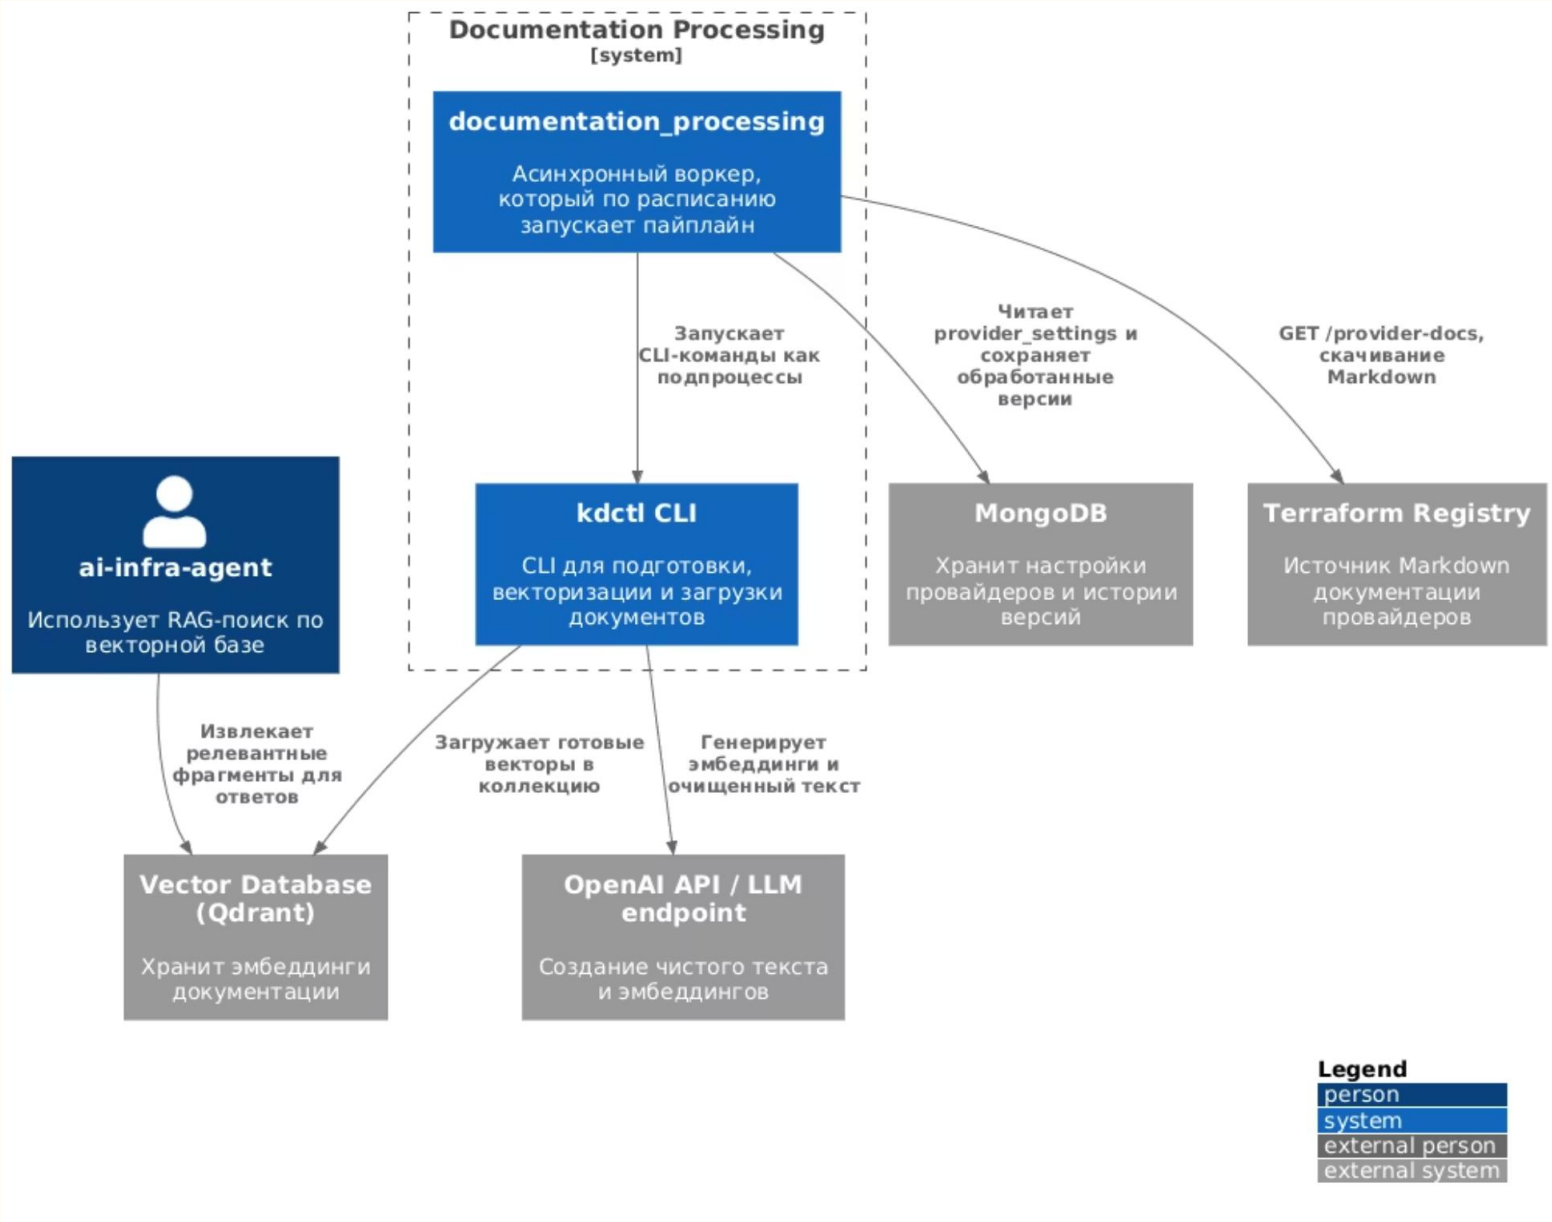 Documentation Processing
[system]
documentation_processing
Асинхронный воркер,
который по расписанию
запускает пайплайн
Запускает
CLI-команды как
подпроцессы
Читает
provider_settings и
сохраняет
обработанные
версии
GET /provider-docs,
скачивание
Markdown
ai-infra-agent
Использует RAG-поиск по
векторной базе
kdctl CLI
CLI для подготовки,
векторизации и загрузки
документов
MongoDB
Хранит настройки
провайдеров и истории
версий
Terraform Registry
Источник Markdown
документации
провайдеров
Извлекает
релевантные
фрагменты для
ответов
Загружает готовые
векторы в
коллекцию
Генерирует
эмбеддинги и
очищенный текст
Vector Database
(Qdrant)
Хранит эмбеддинги
документации
OpenAI API / LLM
endpoint
Создание чистого текста
и эмбеддингов
Legend
person
system
external person
external system